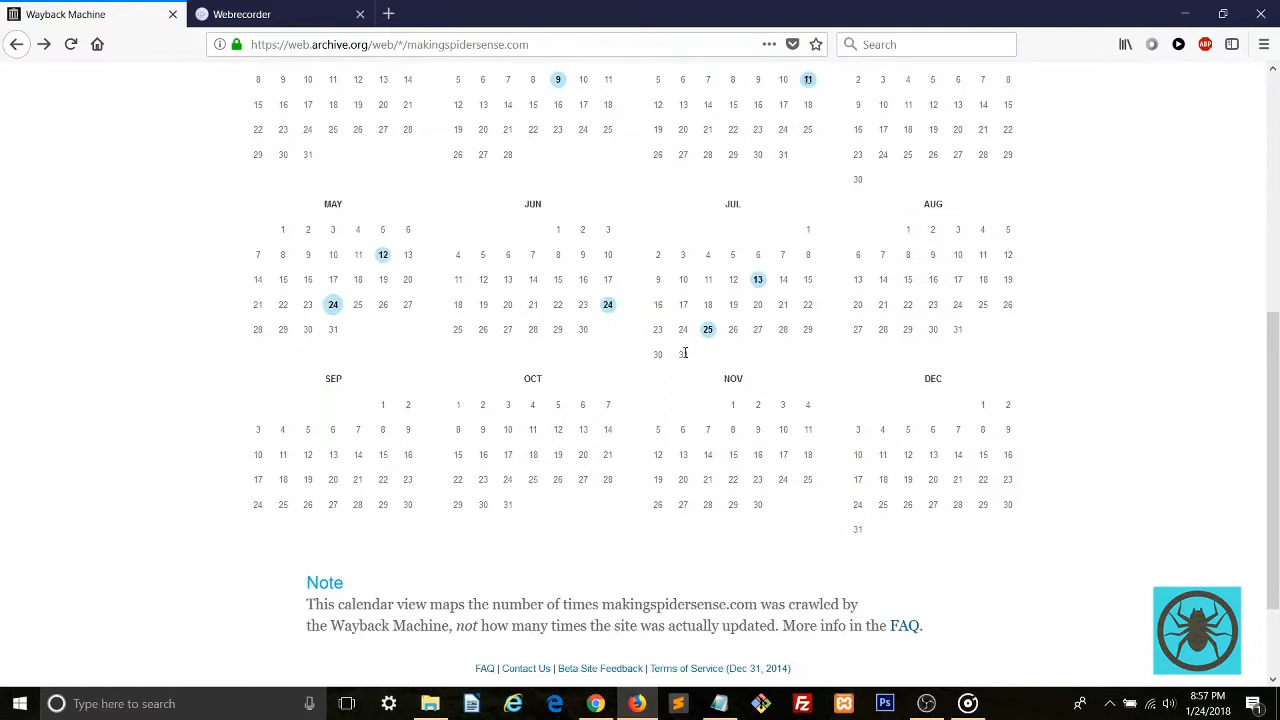 Wayback Machine
Webrecorder
https://web.archive.org/web/*/makingspidersense.com
Search
8 9 10 11 12 13 14 5 6 7 8 9 10 11 5 6 7 8 9 10 11 2 3 4 5 6 7 8
15 16 17 18 19 20 21 12 13 14 15 16 17 18 12 13 14 15 16 17 18 9 10 11 12 13 14 15
22 23 24 25 26 27 28 19 20 21 22 23 24 25 19 20 21 22 23 24 25 16 17 18 19 20 21 22
29 30 31 26 27 28 26 27 28 29 30 31 23 24 25 26 27 28 29
30
MAY JUN JUL AUG
1 2 3 4 5 6 1 2 3 1 1 2 3 4 5
7 8 9 10 11 12 13 4 5 6 7 8 9 10 2 3 4 5 6 7 8 6 7 8 9 10 11 12
14 15 16 17 18 19 20 11 12 13 14 15 16 17 9 10 11 12 13 14 15 13 14 15 16 17 18 19
21 22 23 24 25 26 27 18 19 20 21 22 23 24 16 17 18 19 20 21 22 20 21 22 23 24 25 26
28 29 30 31 25 26 27 28 29 30 23 24 25 26 27 28 29 27 28 29 30 31
30 31
SEP OCT NOV DEC
1 2 1 2 3 4 5 6 7 1 2 3 4 1 2
3 4 5 6 7 8 9 8 9 10 11 12 13 14 5 6 7 8 9 10 11 3 4 5 6 7 8 9
10 11 12 13 14 15 16 15 16 17 18 19 20 21 12 13 14 15 16 17 18 10 11 12 13 14 15 16
17 18 19 20 21 22 23 22 23 24 25 26 27 28 19 20 21 22 23 24 25 17 18 19 20 21 22 23
24 25 26 27 28 29 30 29 30 31 26 27 28 29 30 24 25 26 27 28 29 30
31
Note
This calendar view maps the number of times makingspidersense.com was crawled by
the Wayback Machine, not how many times the site was actually updated. More info in the FAQ.
FAQ | Contact Us | Beta Site Feedback | Terms of Service (Dec 31, 2014)
Type here to search
8:57 PM
1/24/2018